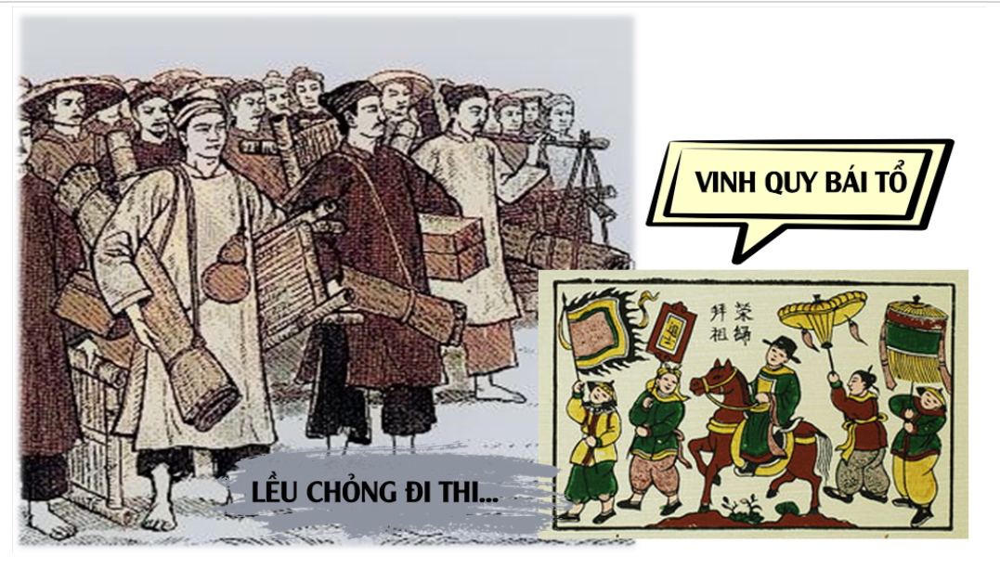 VINH QUY BÁI TỔ
榮歸
拜祖
LỀU CHỎNG ĐI THI...